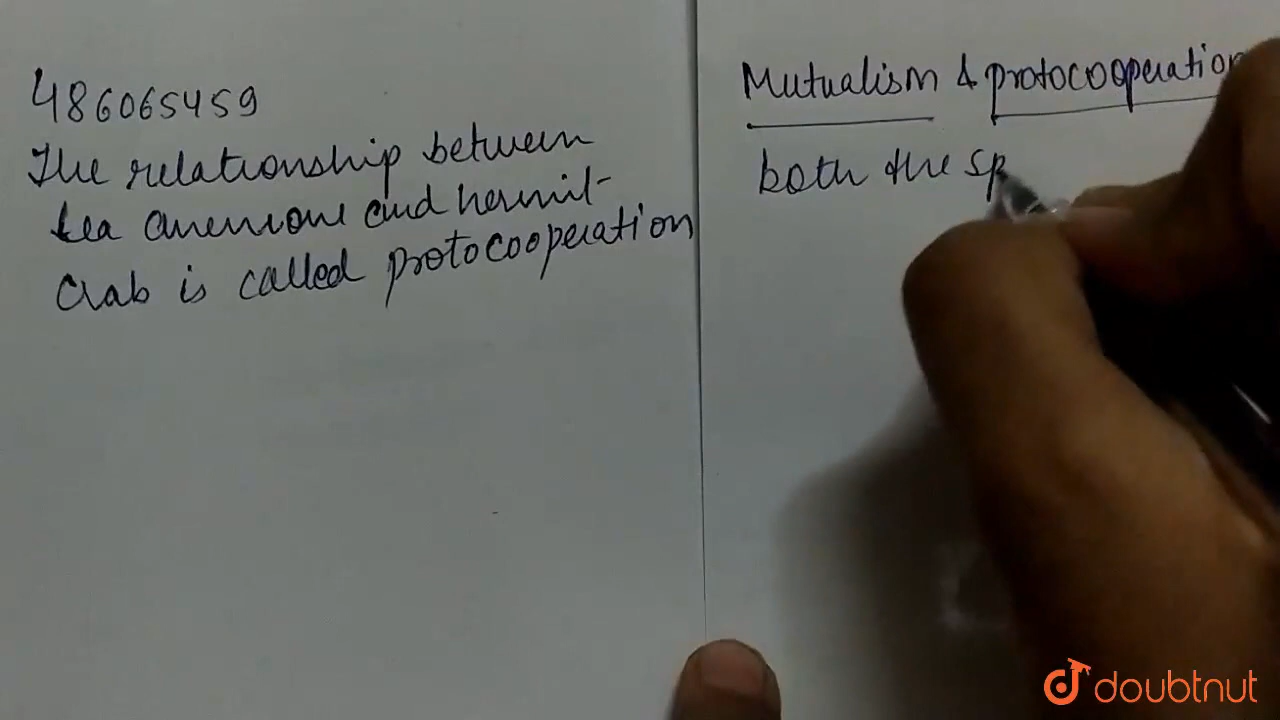 486065459
The relationship between
sea anemone and hermit
Crab is called protocooperation
Mutualism & protocooperation
both the sp
doubtnut